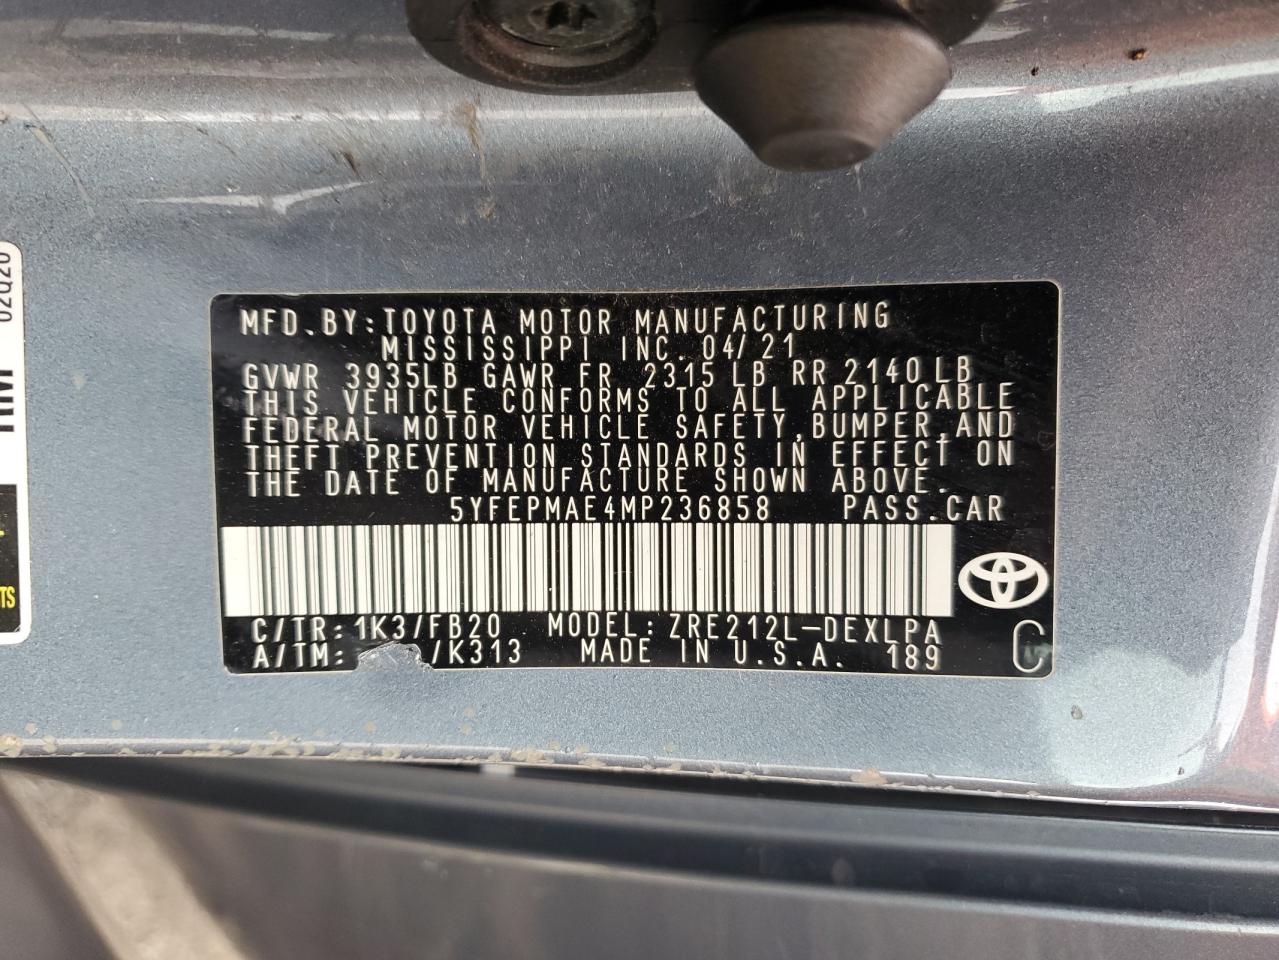 MFD.BY:TOYOTA MOTOR MANUFACTURING
MISSISSIPPI INC. 04/21
GVWR 3935LB GAWR FR 2315 LB RR 2140 LB
THIS VEHICLE CONFORMS TO ALL APPLICABLE
FEDERAL MOTOR VEHICLE SAFETY,BUMPER,AND
THEFT PREVENTION STANDARDS IN EFFECT ON
THE DATE OF MANUFACTURE SHOWN ABOVE.
5YFEPMAE4MP236858 PASS.CAR
C/TR: 1K3/FB20 MODEL: ZRE212L-DEXLPA
A/TM: /K313 MADE IN U.S.A. 189 C
02Q20